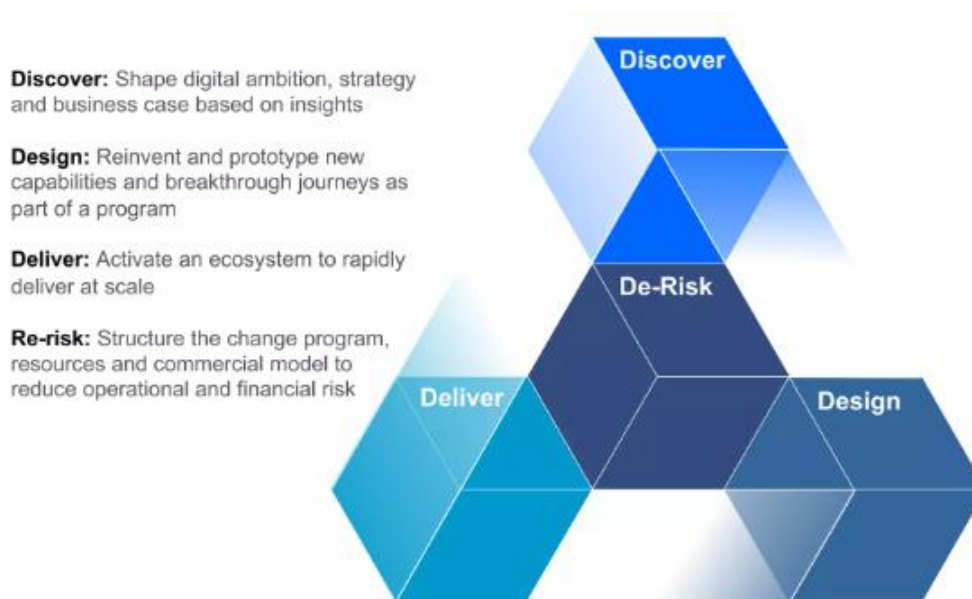 Discover: Shape digital ambition, strategy
and business case based on insights
Design: Reinvent and prototype new
capabilities and breakthrough journeys as
part of a program
Deliver: Activate an ecosystem to rapidly
deliver at scale
Re-risk: Structure the change program,
resources and commercial model to
reduce operational and financial risk
Discover
De-Risk
Deliver
Design